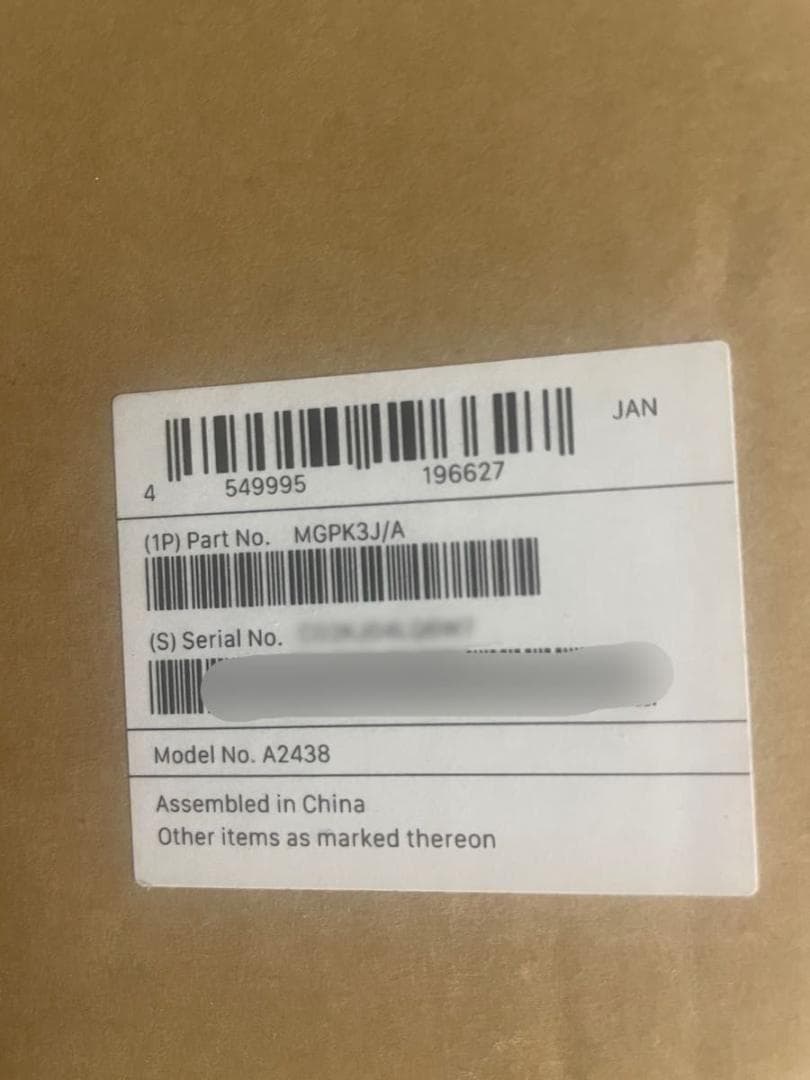 JAN
4 549995 196627
(1P) Part No. MGPK3J/A
(S) Serial No.
Model No. A2438
Assembled in China
Other items as marked thereon